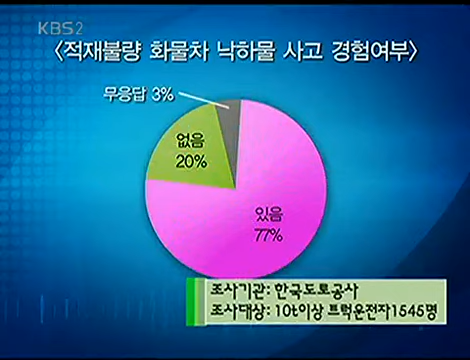 KBS2
<적재불량 화물차 낙하물 사고 경험여부>
무응답 3%
없음
20%
있음
77%
조사기관: 한국도로공사
조사대상: 10t이상 트럭운전자1545명